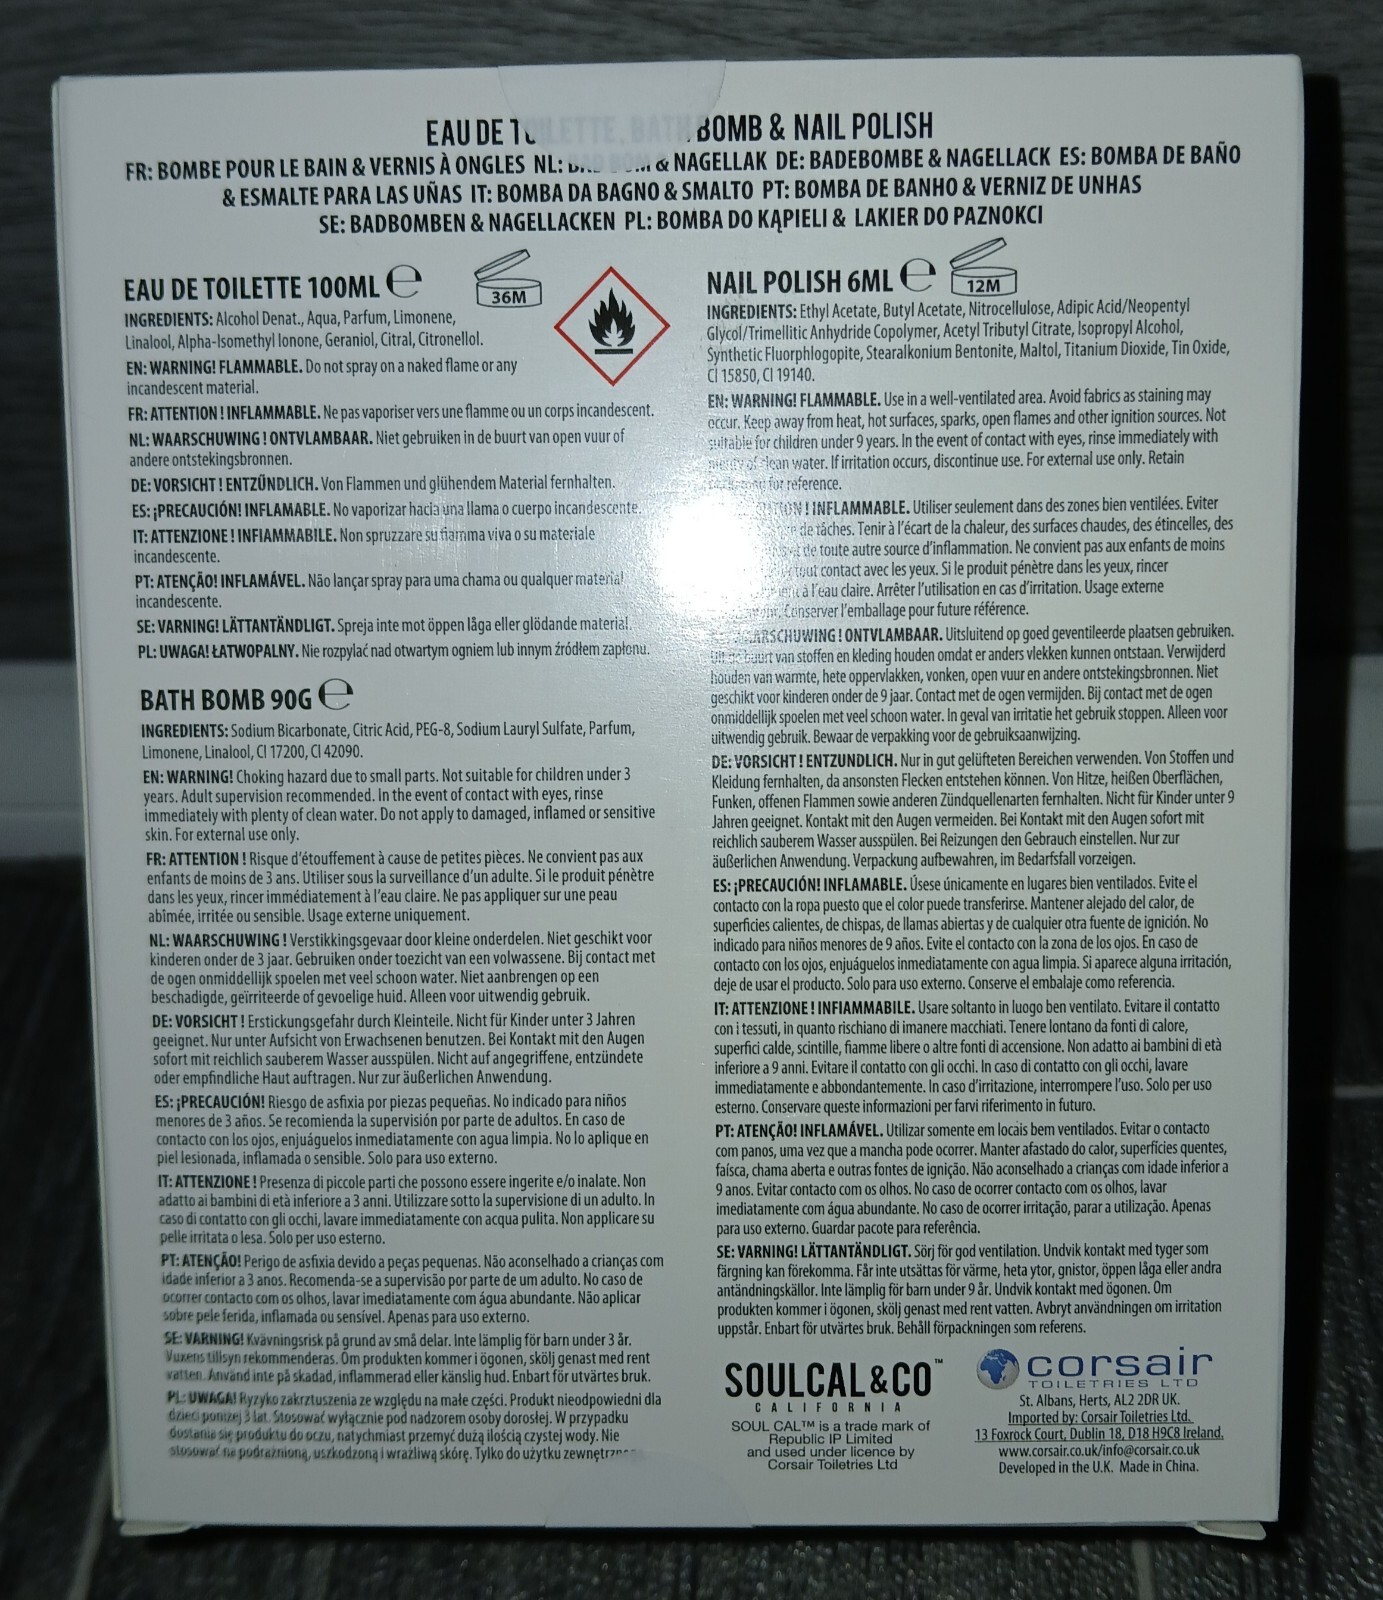 EAU DE TOILETTE, BATH BOMB & NAIL POLISH
FR: BOMBE POUR LE BAIN & VERNIS À ONGLES NL: & NAGELLAK DE: BADEBOMBE & NAGELLACK ES: BOMBA DE BAÑO
& ESMALTE PARA LAS UÑAS IT: BOMBA DA BAGNO & SMALTO PT: BOMBA DE BANHO & VERNIZ DE UNHAS
SE: BADBOMBEN & NAGELLACKEN PL: BOMBA DO KĄPIELI & LAKIER DO PAZNOKCI
EAU DE TOILETTE 100ML ℮
36M
INGREDIENTS: Alcohol Denat., Aqua, Parfum, Limonene,
Linalool, Alpha-Isomethyl Ionone, Geraniol, Citral, Citronellol.
EN: WARNING! FLAMMABLE. Do not spray on a naked flame or any
incandescent material.
FR: ATTENTION ! INFLAMMABLE. Ne pas vaporiser vers une flamme ou un corps incandescent.
NL: WAARSCHUWING ! ONTVLAMBAAR. Niet gebruiken in de buurt van open vuur of
andere ontstekingsbronnen.
DE: VORSICHT ! ENTZÜNDLICH. Von Flammen und glühendem Material fernhalten.
ES: ¡PRECAUCIÓN! INFLAMABLE. No vaporizar hacia una llama o cuerpo incandescente.
IT: ATTENZIONE ! INFIAMMABILE. Non spruzzare su fiamma viva o su materiale
incandescente.
PT: ATENÇÃO! INFLAMÁVEL. Não lançar spray para uma chama ou qualquer material
incandescente.
SE: VARNING! LÄTTANTÄNDLIGT. Spreja inte mot öppen låga eller glödande material.
PL: UWAGA! ŁATWOPALNY. Nie rozpylać nad otwartym ogniem lub innym źródłem zapłonu.
BATH BOMB 90G ℮
INGREDIENTS: Sodium Bicarbonate, Citric Acid, PEG-8, Sodium Lauryl Sulfate, Parfum,
Limonene, Linalool, CI 17200, CI 42090.
EN: WARNING! Choking hazard due to small parts. Not suitable for children under 3
years. Adult supervision recommended. In the event of contact with eyes, rinse
immediately with plenty of clean water. Do not apply to damaged, inflamed or sensitive
skin. For external use only.
FR: ATTENTION ! Risque d'étouffement à cause de petites pièces. Ne convient pas aux
enfants de moins de 3 ans. Utiliser sous la surveillance d'un adulte. Si le produit pénètre
dans les yeux, rincer immédiatement à l'eau claire. Ne pas appliquer sur une peau
abîmée, irritée ou sensible. Usage externe uniquement.
NL: WAARSCHUWING ! Verstikkingsgevaar door kleine onderdelen. Niet geschikt voor
kinderen onder de 3 jaar. Gebruiken onder toezicht van een volwassene. Bij contact met
de ogen onmiddellijk spoelen met veel schoon water. Niet aanbrengen op een
beschadigde, geïrriteerde of gevoelige huid. Alleen voor uitwendig gebruik.
DE: VORSICHT ! Erstickungsgefahr durch Kleinteile. Nicht für Kinder unter 3 Jahren
geeignet. Nur unter Aufsicht von Erwachsenen benutzen. Bei Kontakt mit den Augen
sofort mit reichlich sauberem Wasser ausspülen. Nicht auf angegriffene, entzündete
oder empfindliche Haut auftragen. Nur zur äußerlichen Anwendung.
ES: ¡PRECAUCIÓN! Riesgo de asfixia por piezas pequeñas. No indicado para niños
menores de 3 años. Se recomienda la supervisión por parte de adultos. En caso de
contacto con los ojos, enjuáguelos inmediatamente con agua limpia. No lo aplique en
piel lesionada, inflamada o sensible. Solo para uso externo.
IT: ATTENZIONE ! Presenza di piccole parti che possono essere ingerite e/o inalate. Non
adatto ai bambini di età inferiore a 3 anni. Utilizzare sotto la supervisione di un adulto. In
caso di contatto con gli occhi, lavare immediatamente con acqua pulita. Non applicare su
pelle irritata o lesa. Solo per uso esterno.
PT: ATENÇÃO! Perigo de asfixia devido a peças pequenas. Não aconselhado a crianças com
idade inferior a 3 anos. Recomenda-se a supervisão por parte de um adulto. No caso de
ocorrer contacto com os olhos, lavar imediatamente com água abundante. Não aplicar
sobre pele ferida, inflamada ou sensível. Apenas para uso externo.
SE: VARNING! Kvävningsrisk på grund av små delar. Inte lämplig för barn under 3 år.
Vuxens tillsyn rekommenderas. Om produkten kommer i ögonen, skölj genast med rent
vatten. Använd inte på skadad, inflammerad eller känslig hud. Enbart för utvärtes bruk.
PL: UWAGA! Ryzyko zakrztuszenia ze względu na małe części. Produkt nieodpowiedni dla
dzieci poniżej 3 lat. Stosować wyłącznie pod nadzorem osoby dorosłej. W przypadku
dostania się produktu do oczu, natychmiast przemyć dużą ilością czystej wody. Nie
stosować na podrażnioną, uszkodzoną i wrażliwą skórę. Tylko do użytku
NAIL POLISH 6ML ℮
12M
INGREDIENTS: Ethyl Acetate, Butyl Acetate, Nitrocellulose, Adipic Acid/Neopentyl
Glycol/Trimellitic Anhydride Copolymer, Acetyl Tributyl Citrate, Isopropyl Alcohol,
Synthetic Fluorphlogopite, Stearalkonium Bentonite, Maltol, Titanium Dioxide, Tin Oxide,
CI 15850, CI 19140.
EN: WARNING! FLAMMABLE. Use in a well-ventilated area. Avoid fabrics as staining may
occur. Keep away from heat, hot surfaces, sparks, open flames and other ignition sources. Not
suitable for children under 9 years. In the event of contact with eyes, rinse immediately with
plenty of clean water. If irritation occurs, discontinue use. For external use only. Retain
for reference.
! INFLAMMABLE. Utiliser seulement dans des zones bien ventilées. Eviter
de tâches. Tenir à l'écart de la chaleur, des surfaces chaudes, des étincelles, des
de toute autre source d'inflammation. Ne convient pas aux enfants de moins
tout contact avec les yeux. Si le produit pénètre dans les yeux, rincer
à l'eau claire. Arrêter l'utilisation en cas d'irritation. Usage externe
Conserver l'emballage pour future référence.
WAARSCHUWING ! ONTVLAMBAAR. Uitsluitend op goed geventileerde plaatsen gebruiken.
Uit de buurt van stoffen en kleding houden omdat er anders vlekken kunnen ontstaan. Verwijderd
houden van warmte, hete oppervlakken, vonken, open vuur en andere ontstekingsbronnen. Niet
geschikt voor kinderen onder de 9 jaar. Contact met de ogen vermijden. Bij contact met de ogen
onmiddellijk spoelen met veel schoon water. In geval van irritatie het gebruik stoppen. Alleen voor
uitwendig gebruik. Bewaar de verpakking voor de gebruiksaanwijzing.
DE: VORSICHT ! ENTZUNDLICH. Nur in gut gelüfteten Bereichen verwenden. Von Stoffen und
Kleidung fernhalten, da ansonsten Flecken entstehen können. Von Hitze, heißen Oberflächen,
Funken, offenen Flammen sowie anderen Zündquellenarten fernhalten. Nicht für Kinder unter 9
Jahren geeignet. Kontakt mit den Augen vermeiden. Bei Kontakt mit den Augen sofort mit
reichlich sauberem Wasser ausspülen. Bei Reizungen den Gebrauch einstellen. Nur zur
äußerlichen Anwendung. Verpackung aufbewahren, im Bedarfsfall vorzeigen.
ES: ¡PRECAUCIÓN! INFLAMABLE. Úsese únicamente en lugares bien ventilados. Evite el
contacto con la ropa puesto que el color puede transferirse. Mantener alejado del calor, de
superficies calientes, de chispas, de llamas abiertas y de cualquier otra fuente de ignición. No
indicado para niños menores de 9 años. Evite el contacto con la zona de los ojos. En caso de
contacto con los ojos, enjuáguelos inmediatamente con agua limpia. Si aparece alguna irritación,
deje de usar el producto. Solo para uso externo. Conserve el embalaje como referencia.
IT: ATTENZIONE ! INFIAMMABILE. Usare soltanto in luogo ben ventilato. Evitare il contatto
con i tessuti, in quanto rischiano di imanere macchiati. Tenere lontano da fonti di calore,
superfici calde, scintille, fiamme libere o altre fonti di accensione. Non adatto ai bambini di età
inferiore a 9 anni. Evitare il contatto con gli occhi. In caso di contatto con gli occhi, lavare
immediatamente e abbondantemente. In caso d'irritazione, interrompere l'uso. Solo per uso
esterno. Conservare queste informazioni per farvi riferimento in futuro.
PT: ATENÇÃO! INFLAMÁVEL. Utilizar somente em locais bem ventilados. Evitar o contacto
com panos, uma vez que a mancha pode ocorrer. Manter afastado do calor, superfícies quentes,
faísca, chama aberta e outras fontes de ignição. Não aconselhado a crianças com idade inferior a
9 anos. Evitar contacto com os olhos. No caso de ocorrer contacto com os olhos, lavar
imediatamente com água abundante. No caso de ocorrer irritação, parar a utilização. Apenas
para uso externo. Guardar pacote para referência.
SE: VARNING! LÄTTANTÄNDLIGT. Sörj för god ventilation. Undvik kontakt med tyger som
färgning kan förekomma. Får inte utsättas för värme, heta ytor, gnistor, öppen låga eller andra
antändningskällor. Inte lämplig för barn under 9 år. Undvik kontakt med ögonen. Om
produkten kommer i ögonen, skölj genast med rent vatten. Avbryt användningen om irritation
uppstår. Enbart för utvärtes bruk. Behåll förpackningen som referens.
SOULCAL & CO™
CALIFORNIA
SOUL CAL™ is a trade mark of
Republic IP Limited
and used under licence by
Corsair Toiletries Ltd
corsair
TOILETRIES LTD
St. Albans, Herts, AL2 2DR UK.
Imported by: Corsair Toiletries Ltd.
13 Foxrock Court, Dublin 18, D18 H9C8 Ireland.
www.corsair.co.uk/info@corsair.co.uk
Developed in the U.K. Made in China.